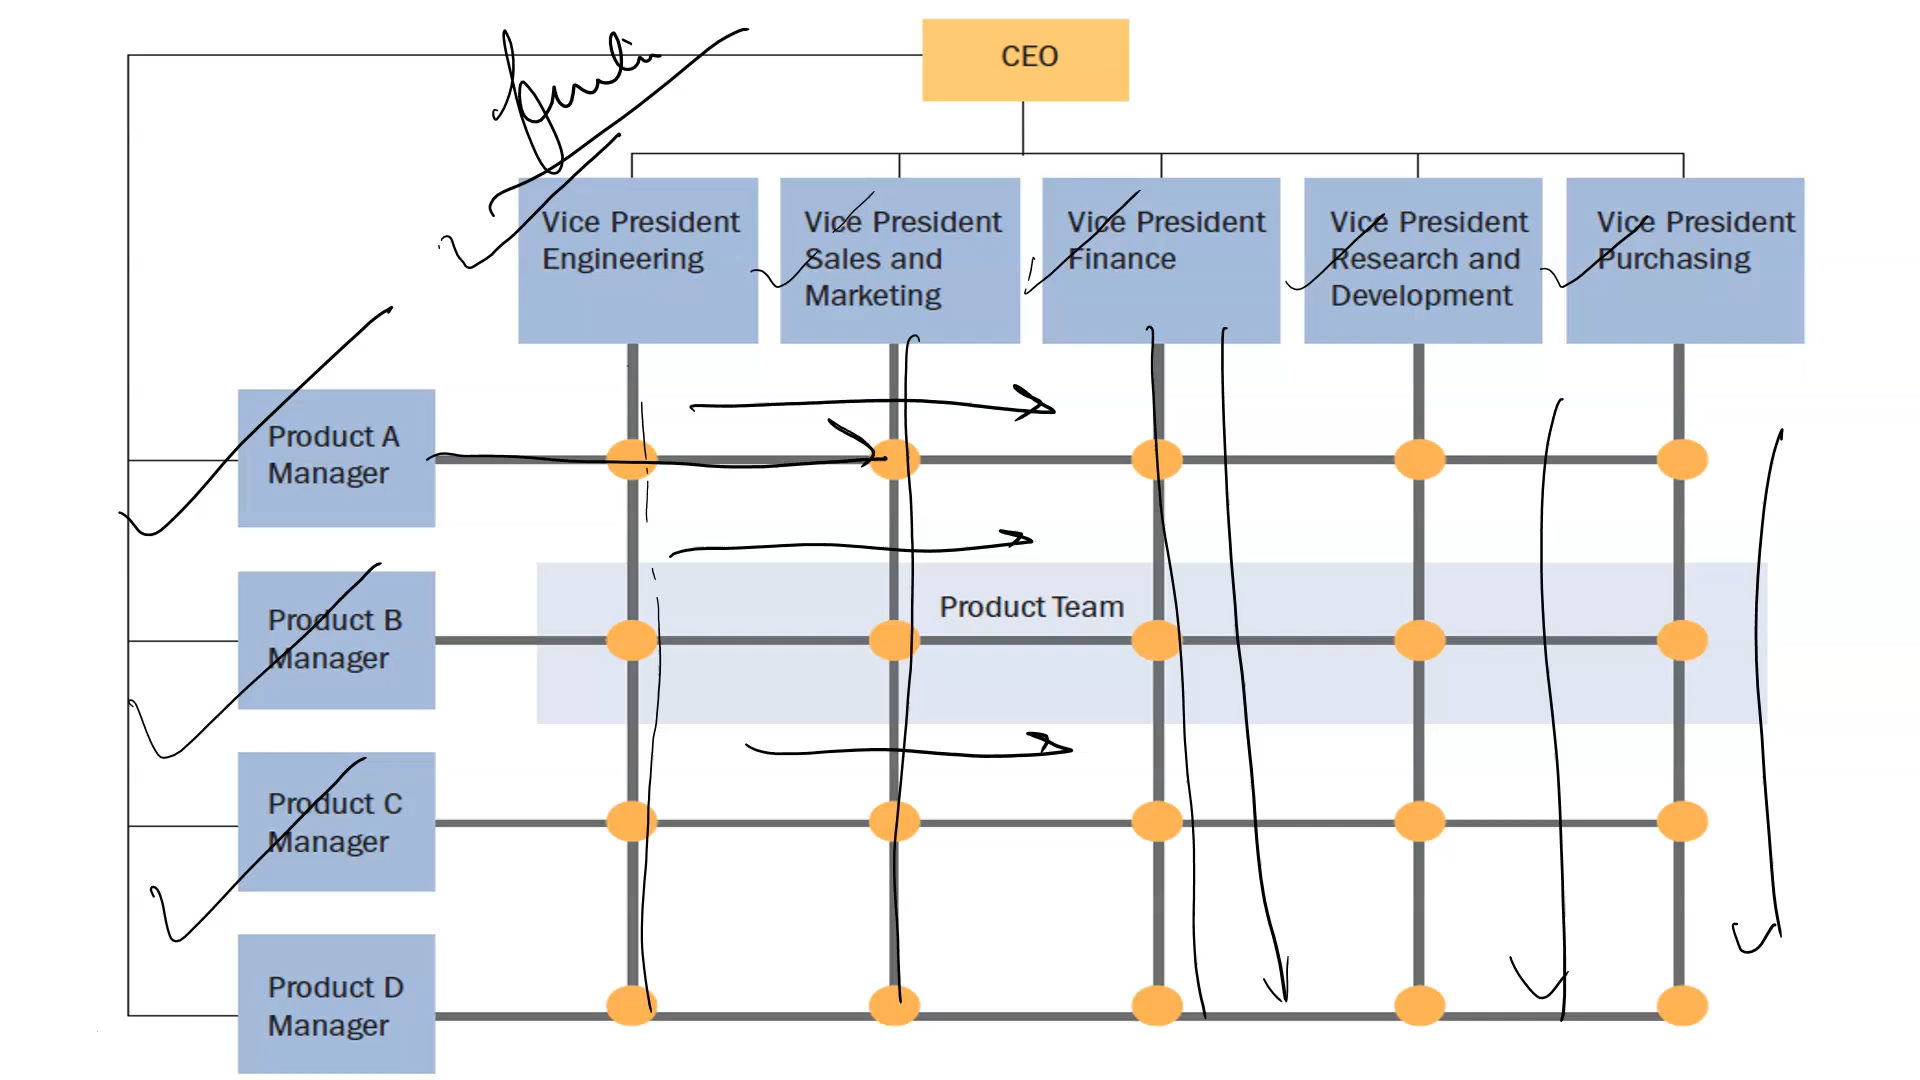 CEO
Vice President
Engineering
Vice President
Sales and
Marketing
Vice President
Finance
Vice President
Research and
Development
Vice President
Purchasing
Product A
Manager
Product B
Manager
Product Team
Product C
Manager
Product D
Manager